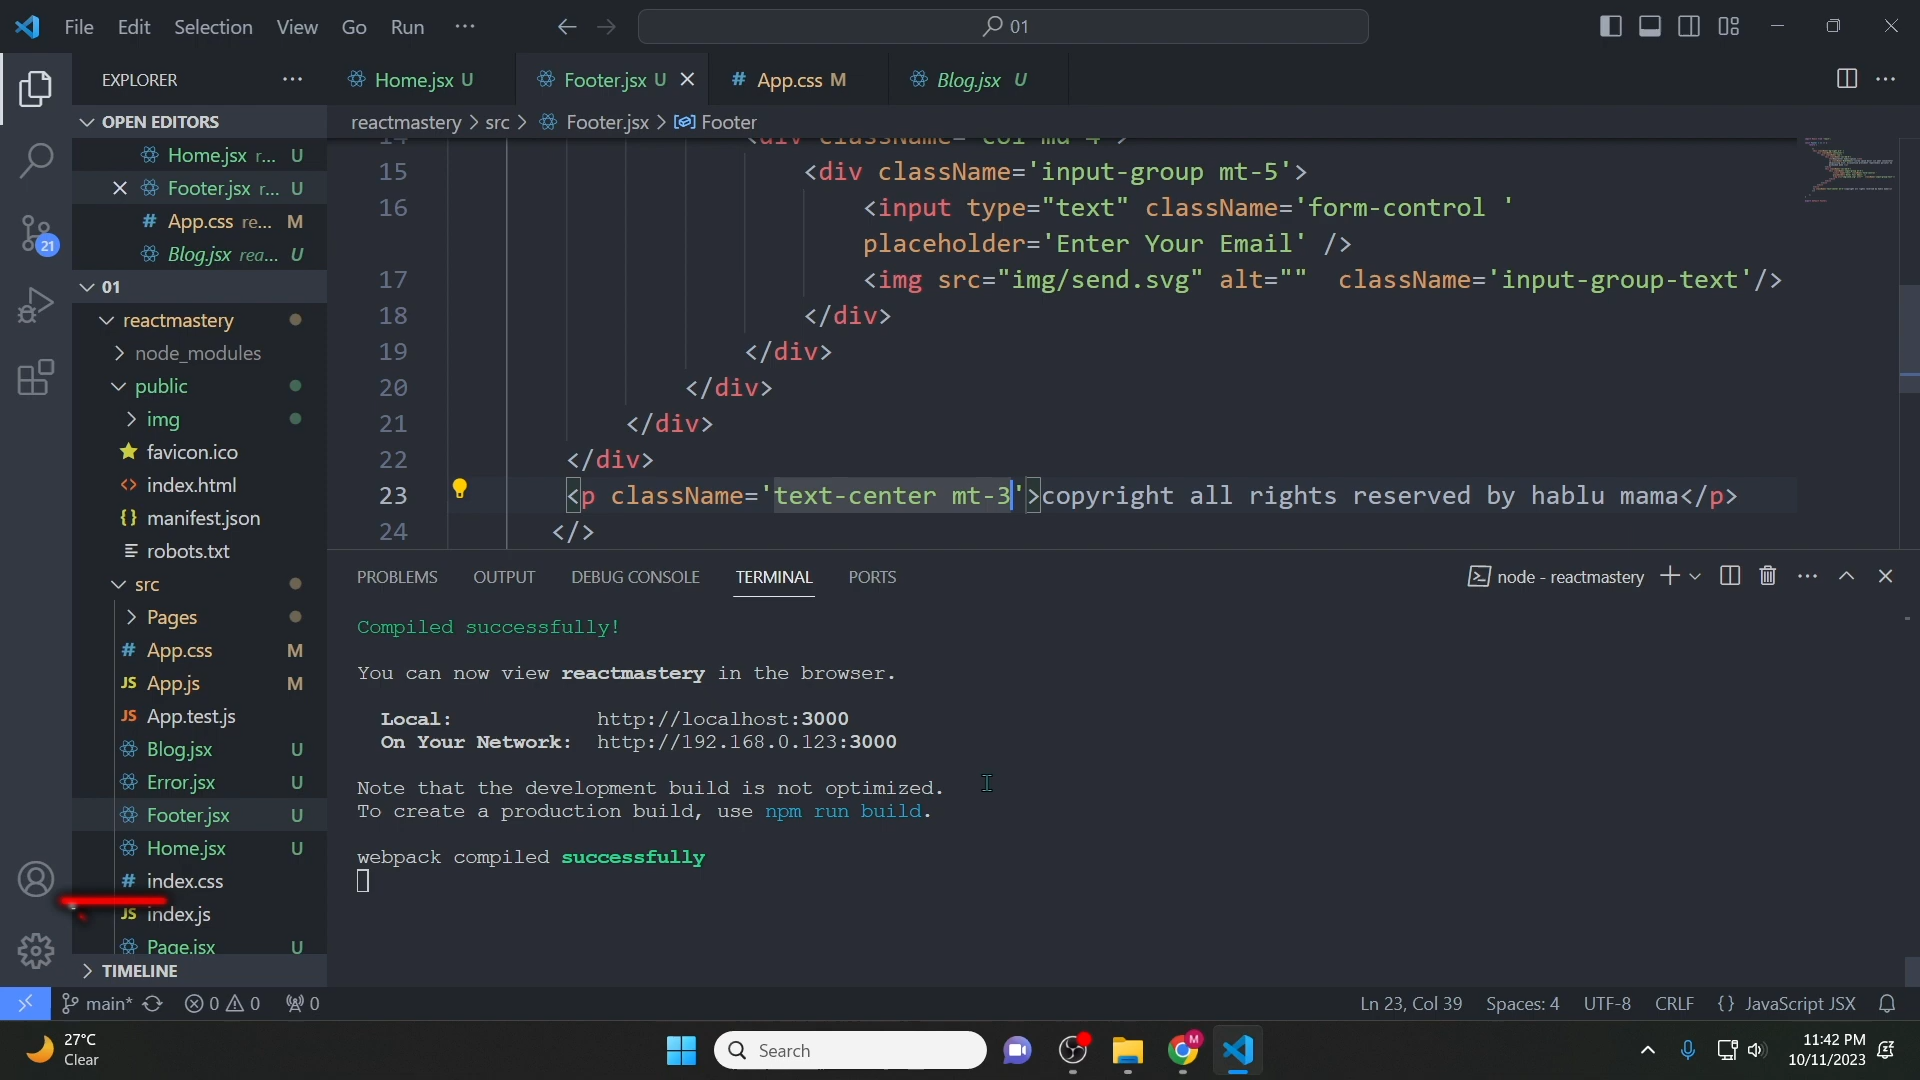 File Edit Selection View Go Run ··· 01
EXPLORER ···
Home.jsx U Footer.jsx U App.css M Blog.jsx U ···
OPEN EDITORS
Home.jsx r... U
Footer.jsx r... U
App.css re... M
Blog.jsx rea... U
01
reactmastery
node_modules
public
img
favicon.ico
index.html
manifest.json
robots.txt
src
Pages
App.css M
App.js M
App.test.js
Blog.jsx U
Error.jsx U
Footer.jsx U
Home.jsx U
index.css
index.js
Page.jsx U
TIMELINE
21
reactmastery > src > Footer.jsx > Footer
15 <div className='input-group mt-5'>
16 <input type="text" className='form-control '
placeholder='Enter Your Email' />
17 <img src="img/send.svg" alt="" className='input-group-text'/>
18 </div>
19 </div>
20 </div>
21 </div>
22 </div>
23 <p className='text-center mt-3'>copyright all rights reserved by hablu mama</p>
24 </>
PROBLEMS OUTPUT DEBUG CONSOLE TERMINAL PORTS node - reactmastery ···
Compiled successfully!
You can now view reactmastery in the browser.
Local: http://localhost:3000
On Your Network: http://192.168.0.123:3000
Note that the development build is not optimized.
To create a production build, use npm run build.
webpack compiled successfully
main* 0 0 0 Ln 23, Col 39 Spaces: 4 UTF-8 CRLF {} JavaScript JSX
27°C
Clear
Search
M
11:42 PM
10/11/2023